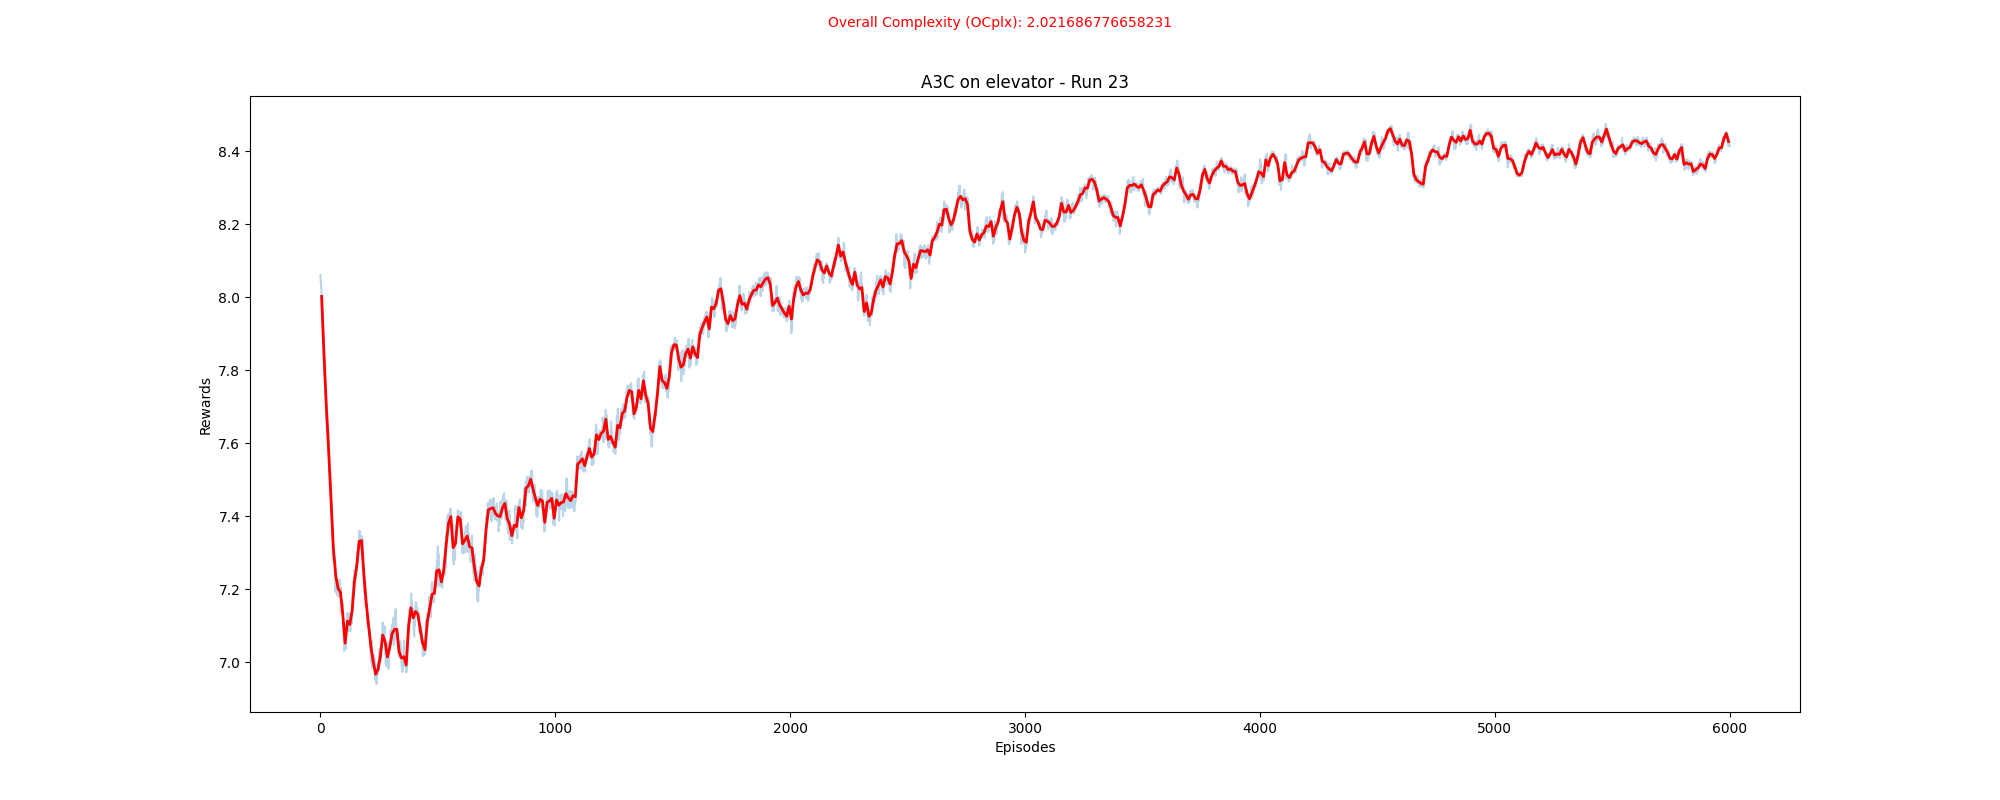 Overall Complexity (OCplx): 2.021686776658231
A3C on elevator - Run 23
Rewards
8.4
8.2
8.0
7.8
7.6
7.4
7.2
7.0
0 1000 2000 3000 4000 5000 6000
Episodes